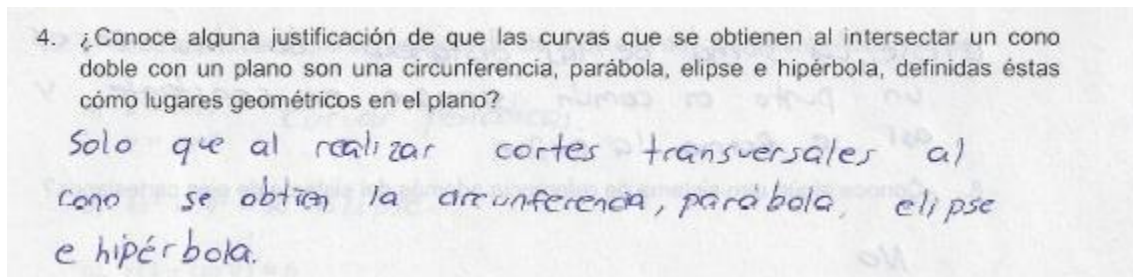 4. ¿Conoce alguna justificación de que las curvas que se obtienen al intersectar un cono
doble con un plano son una circunferencia, parábola, elipse e hipérbola, definidas éstas
cómo lugares geométricos en el plano?
Solo que al realizar cortes transversales al
cono se obtien la circunferencia, parábola, elipse
e hipérbola.